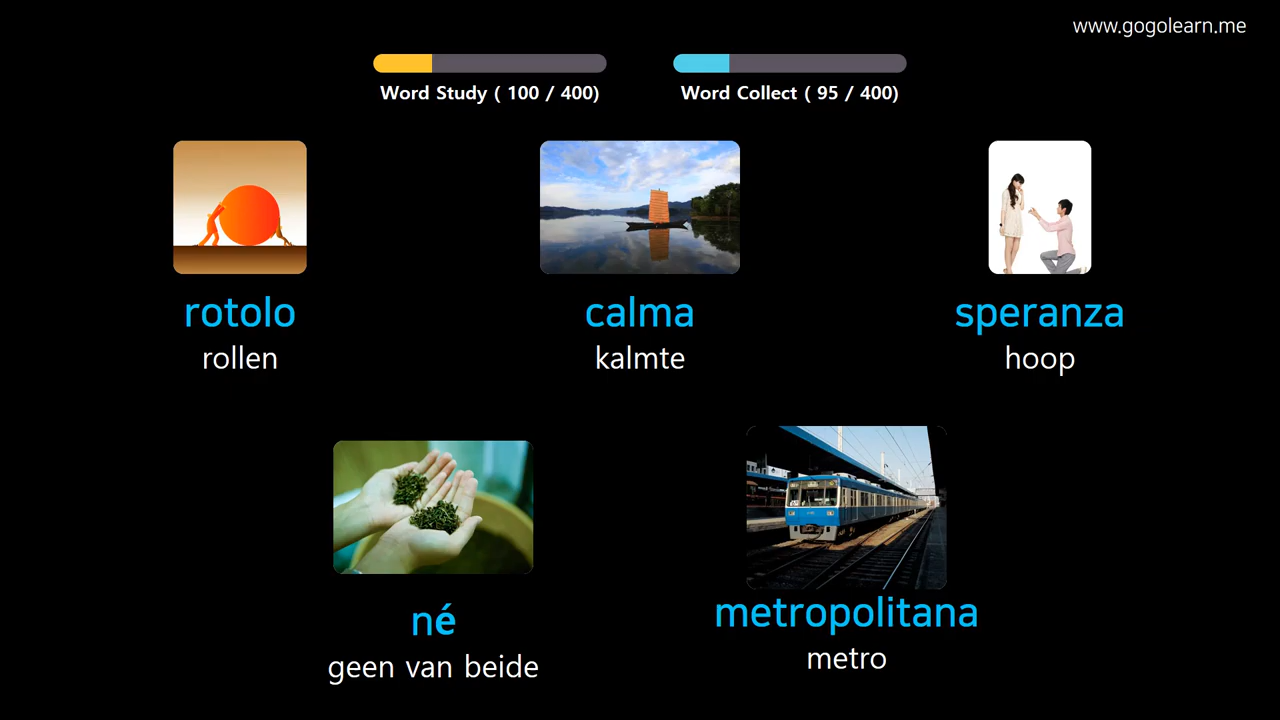 www.gogolearn.me
Word Study ( 100 / 400)
Word Collect ( 95 / 400)
rotolo
rollen
calma
kalmte
speranza
hoop
né
geen van beide
metropolitana
metro